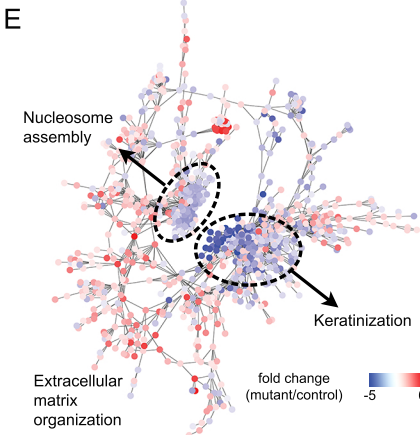 E
Nucleosome
assembly
Keratinization
Extracellular
matrix
organization
fold change
(mutant/control)
-5